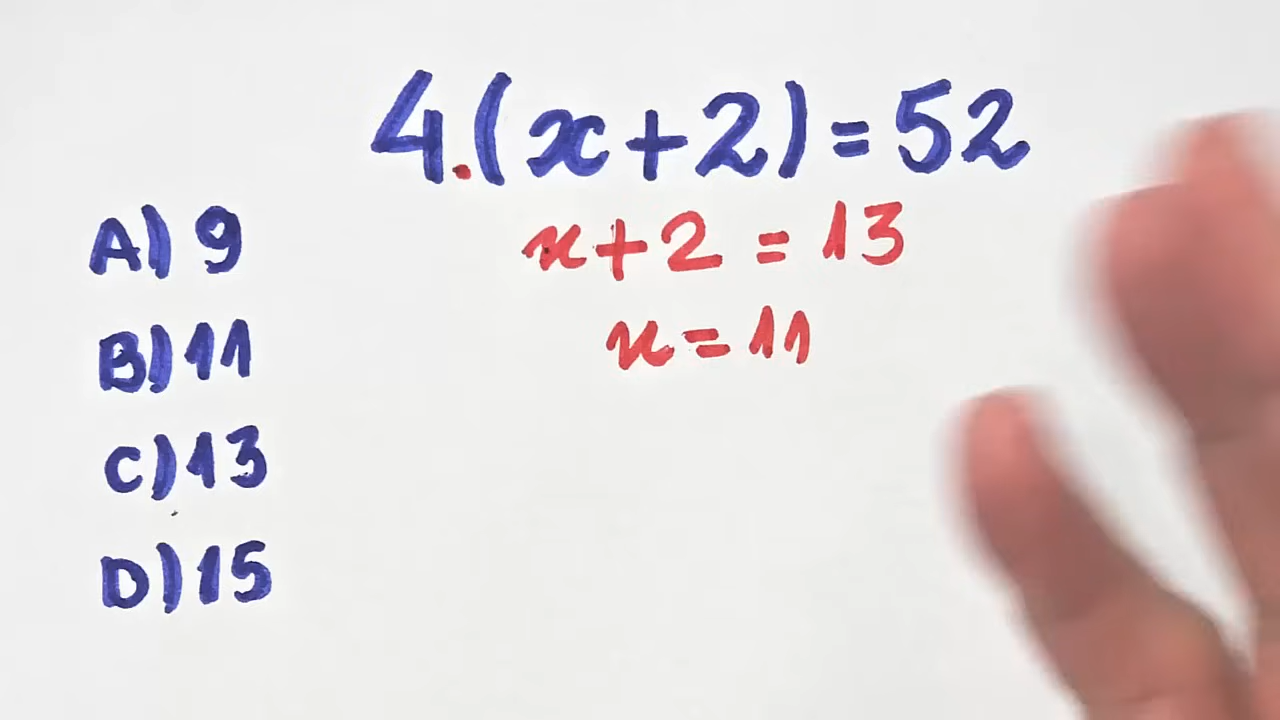 4.(x+2)=52
x+2=13
x=11
A) 9
B) 11
C) 13
D) 15